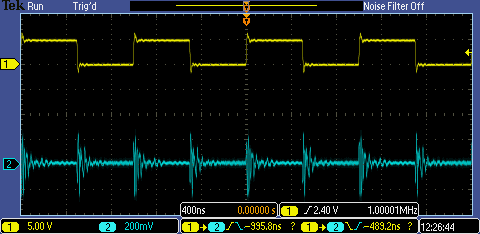 Tek Run Trig'd Noise Filter Off
T
1
2
400ns 0.00000 s 1 2.40 V 1.00001MHz
1 5.00 V 2 200mV 1 2 -995.8ns ? 1 2 -489.2ns ? 12:26:44